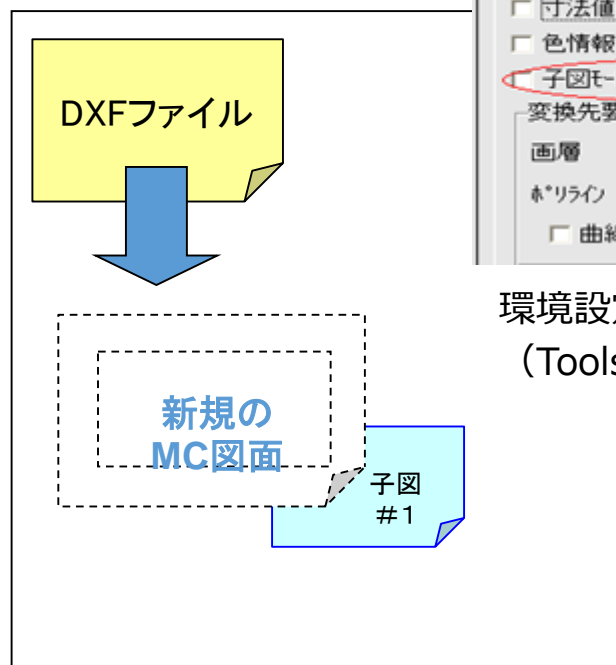 寸法値
色情報
子図モー
変換先要
画層
ポリライン
曲線
DXFファイル
環境設定
（Tools
新規の
MC図面
子図
＃1